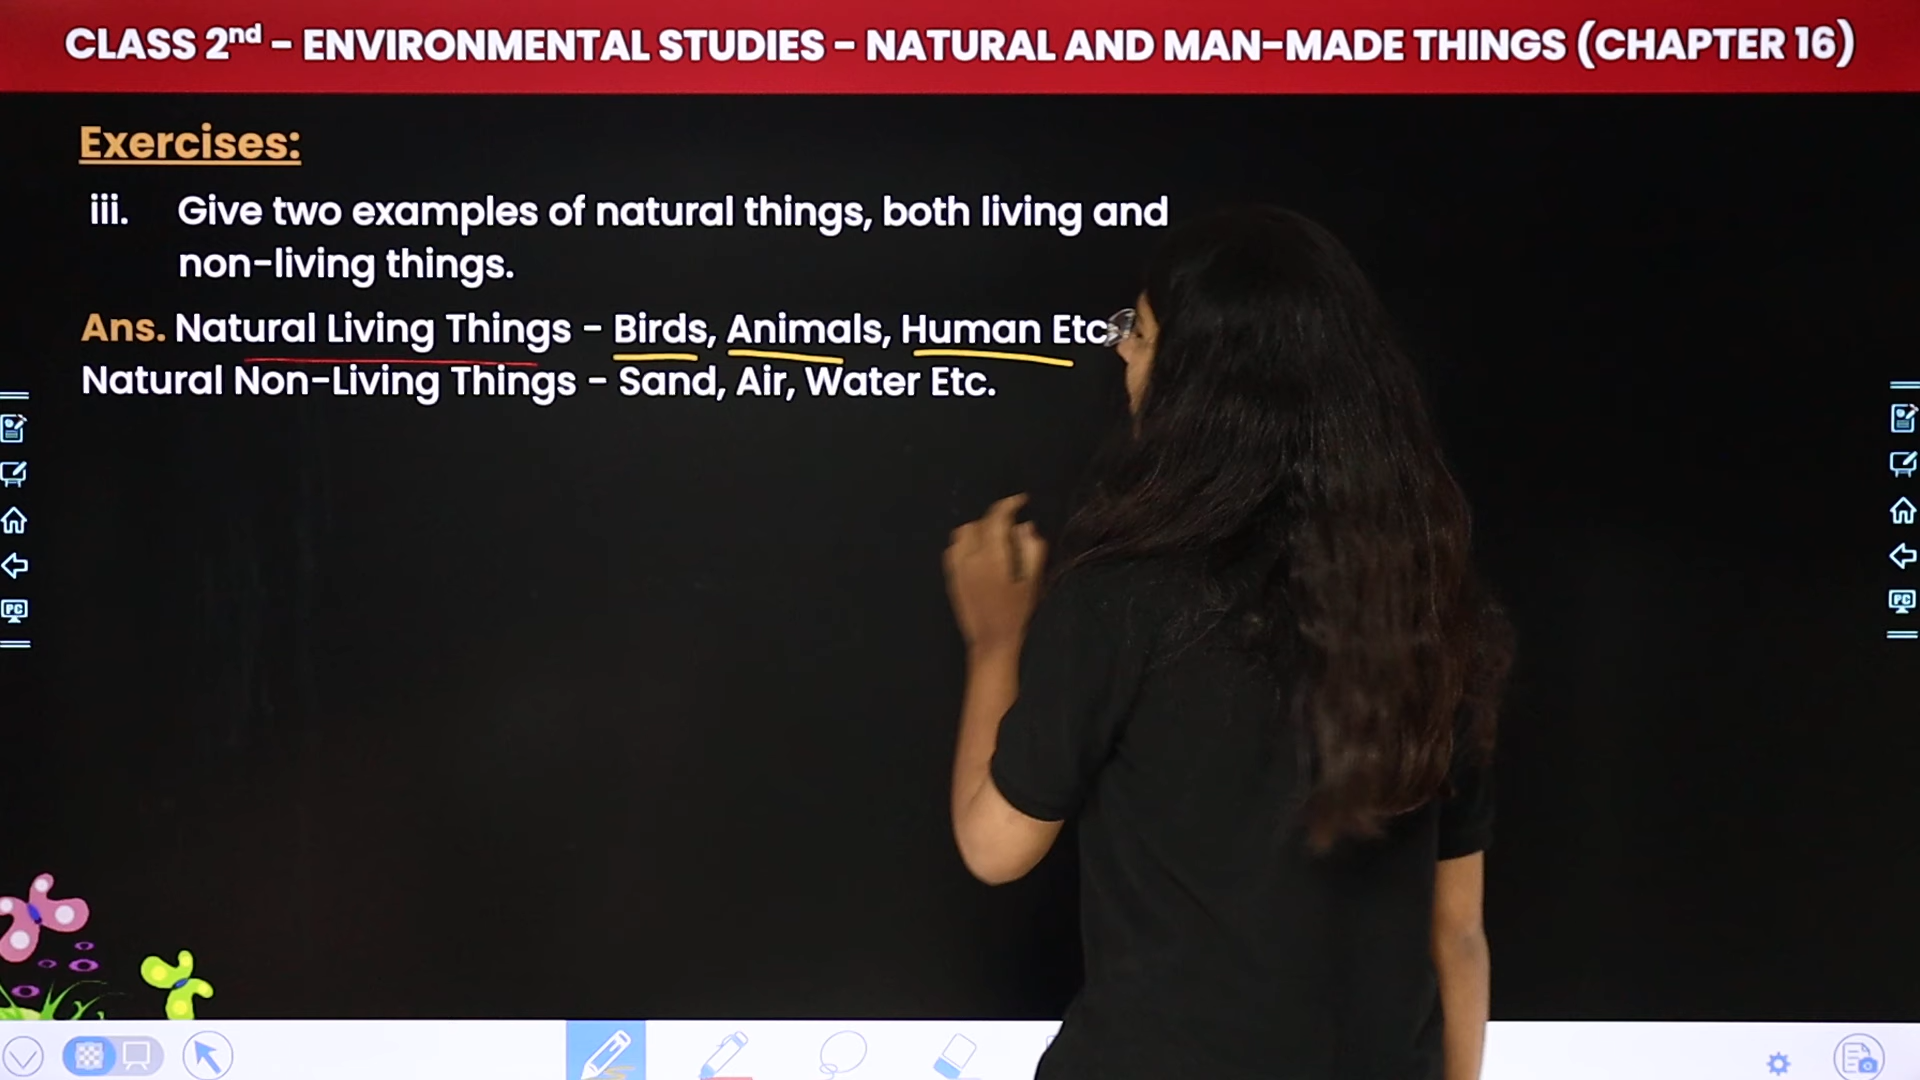 CLASS 2nd - ENVIRONMENTAL STUDIES - NATURAL AND MAN-MADE THINGS (CHAPTER 16)
Exercises:
iii. Give two examples of natural things, both living and
non-living things.
Ans. Natural Living Things - Birds, Animals, Human Etc
Natural Non-Living Things - Sand, Air, Water Etc.
PC
PC